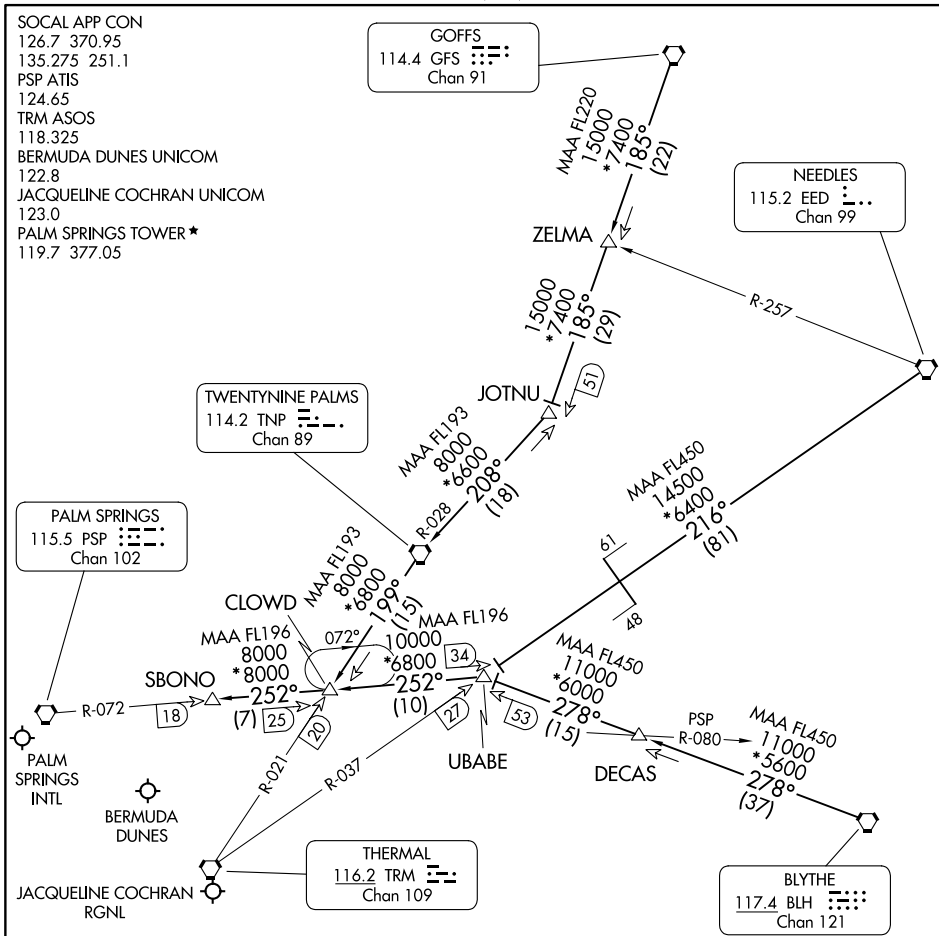 SOCAL APP CON
126.7 370.95
135.275 251.1
PSP ATIS
124.65
TRM ASOS
118.325
BERMUDA DUNES UNICOM
122.8
JACQUELINE COCHRAN UNICOM
123.0
PALM SPRINGS TOWER★
119.7 377.05
GOFFS
114.4 GFS
Chan 91
MAA FL220
15000
*7400
185°
(22)
NEEDLES
115.2 EED
Chan 99
ZELMA
R-257
15000
*7400
185°
(29)
JOTNU
51
TWENTYNINE PALMS
114.2 TNP
Chan 89
MAA FL193
8000
*6600
208°
(18)
R-028
MAA FL450
14500
*6400
216°
(81)
61
48
PALM SPRINGS
115.5 PSP
Chan 102
MAA FL193
8000
*6800
199°
(15)
CLOWD
072°
MAA FL196
10000
*6800
252°
(10)
34
MAA FL196
8000
*8000
252°
(7)
SBONO
R-072
18
25
20
27
53
R-021
R-037
UBABE
MAA FL450
11000
*6000
278°
(15)
PSP
R-080
DECAS
MAA FL450
11000
*5600
278°
(37)
PALM
SPRINGS
INTL
BERMUDA
DUNES
JACQUELINE COCHRAN
RGNL
THERMAL
116.2 TRM
Chan 109
BLYTHE
117.4 BLH
Chan 121